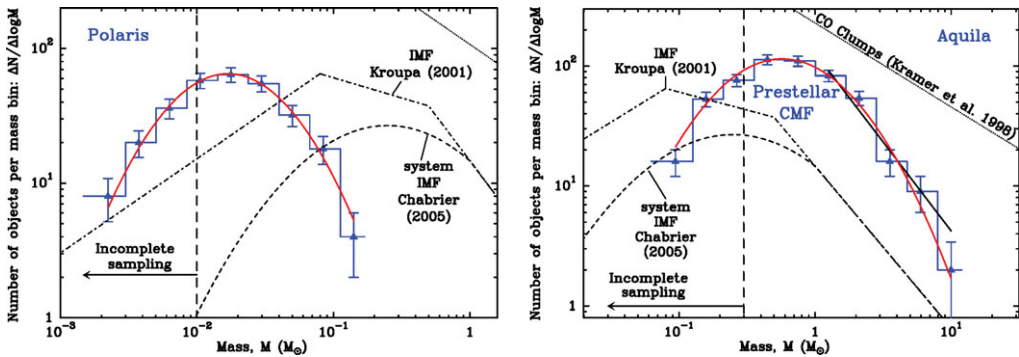 Number of objects per mass bin: ΔN/ΔlogM
10²
10
1
Polaris
IMF
Kroupa (2001)
system
IMF
Chabrier
(2005)
Incomplete
sampling
10⁻³
10⁻²
10⁻¹
1
Mass, M (M☉)
Number of objects per mass bin: ΔN/ΔlogM
10²
10
1
IMF
Kroupa (2001)
Prestellar
CMF
CO Clumps (Kramer et al. 1998)
Aquila
system
IMF
Chabrier
(2005)
Incomplete
sampling
10⁻¹
1
10
Mass, M (M☉)